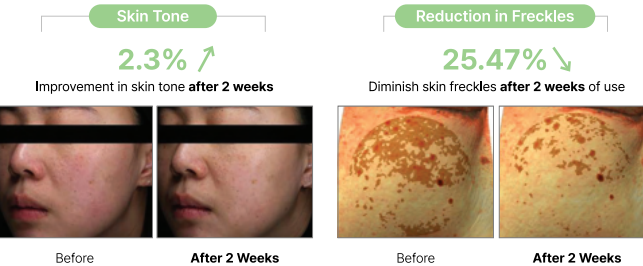 Skin Tone
2.3%
Improvement in skin tone after 2 weeks
Before
After 2 Weeks
Reduction in Freckles
25.47%
Diminish skin freckles after 2 weeks of use
Before
After 2 Weeks